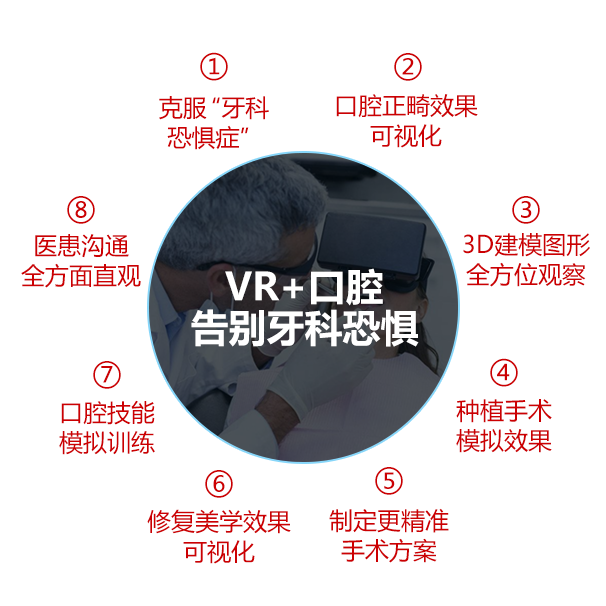 ①
克服“牙科
恐惧症”
②
口腔正畸效果
可视化
③
3D建模图形
全方位观察
④
种植手术
模拟效果
⑤
制定更精准
手术方案
⑥
修复美学效果
可视化
⑦
口腔技能
模拟训练
⑧
医患沟通
全方面直观
VR+口腔
告别牙科恐惧